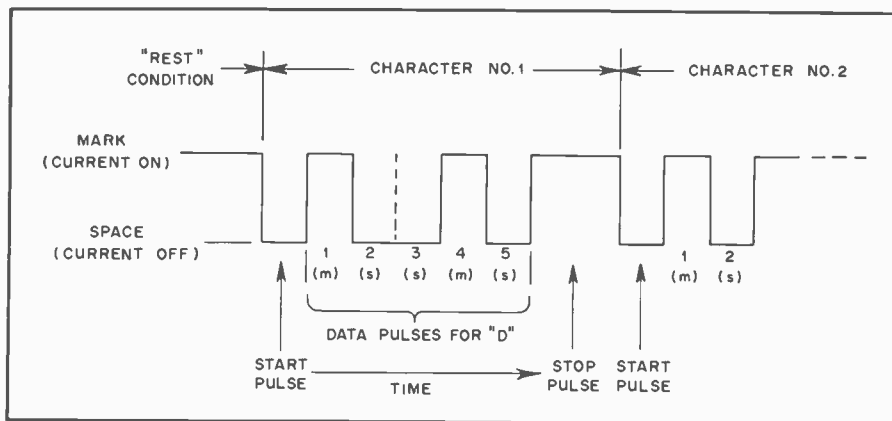 "REST"
CONDITION
CHARACTER NO.1
CHARACTER NO.2
MARK
(CURRENT ON)
SPACE
(CURRENT OFF)
1 2 3 4 5 1 2
(m) (s) (s) (m) (s) (m) (s)
DATA PULSES FOR "D"
START
PULSE
TIME
STOP
PULSE
START
PULSE